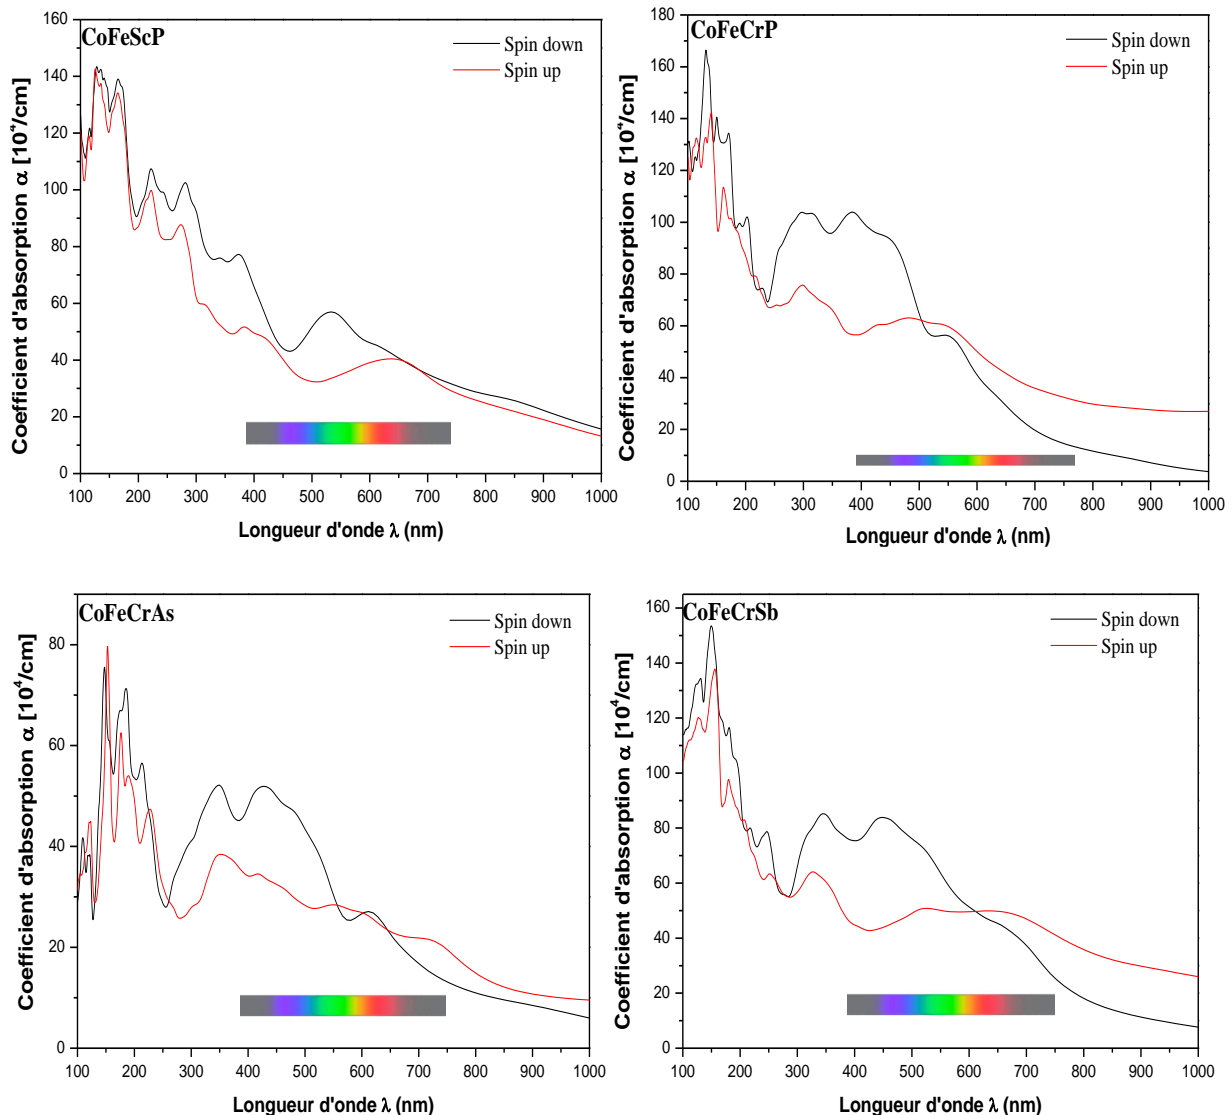 CoFeScP
Spin down
Spin up
Coefficient d'absorption α [10⁴/cm]
160
140
120
100
80
60
40
20
0
100 200 300 400 500 600 700 800 900 1000
Longueur d'onde λ (nm)
CoFeCrP
Spin down
Spin up
Coefficient d'absorption α [10⁴/cm]
180
160
140
120
100
80
60
40
20
0
100 200 300 400 500 600 700 800 900 1000
Longueur d'onde λ (nm)
CoFeCrAs
Spin down
Spin up
Coefficient d'absorption α [10⁴/cm]
80
60
40
20
0
100 200 300 400 500 600 700 800 900 1000
Longueur d'onde λ (nm)
CoFeCrSb
Spin down
Spin up
Coefficient d'absorption α [10⁴/cm]
160
140
120
100
80
60
40
20
0
100 200 300 400 500 600 700 800 900 1000
Longueur d'onde λ (nm)